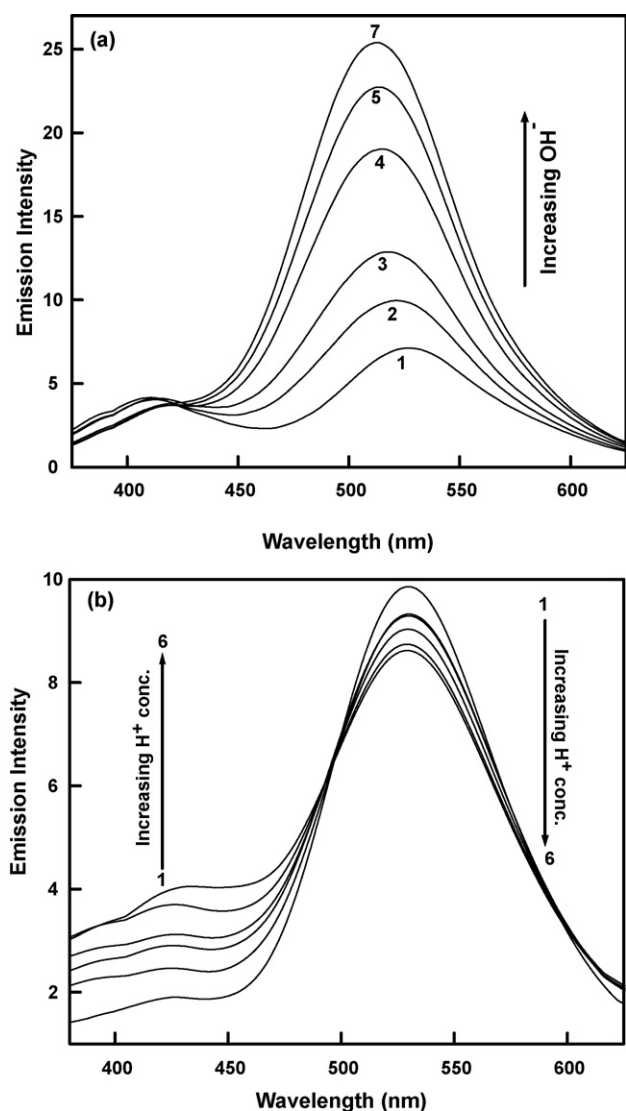 (a)
25
20
15
10
5
0
Emission Intensity
7
5
4
3
2
1
Increasing OH⁻
400 450 500 550 600
Wavelength (nm)
(b)
10
8
6
4
2
Emission Intensity
6
Increasing H⁺ conc.
1
1
Increasing H⁺ conc.
6
400 450 500 550 600
Wavelength (nm)